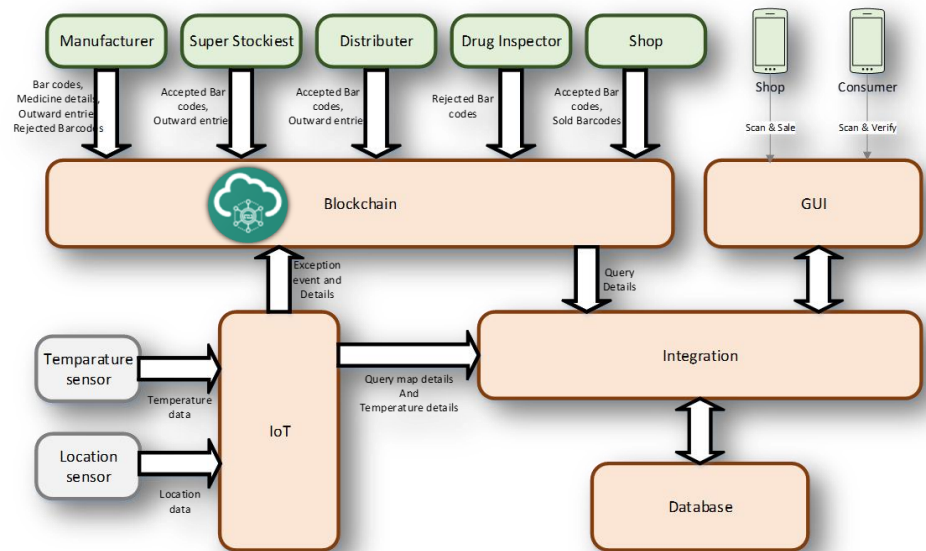 Manufacturer
Super Stockiest
Distributer
Drug Inspector
Shop
Bar codes,
Medicine details,
Outward entries
Rejected Barcodes
Accepted Bar
codes,
Outward entries
Accepted Bar
codes,
Outward entries
Rejected Bar
codes
Accepted Bar
codes,
Sold Barcodes
Shop
Consumer
Scan & Sale
Scan & Verify
Blockchain
GUI
Exception
event and
Details
Query
Details
Temparature
sensor
Temperature
data
Location
sensor
Location
data
IoT
Query map details
And
Temperature details
Integration
Database